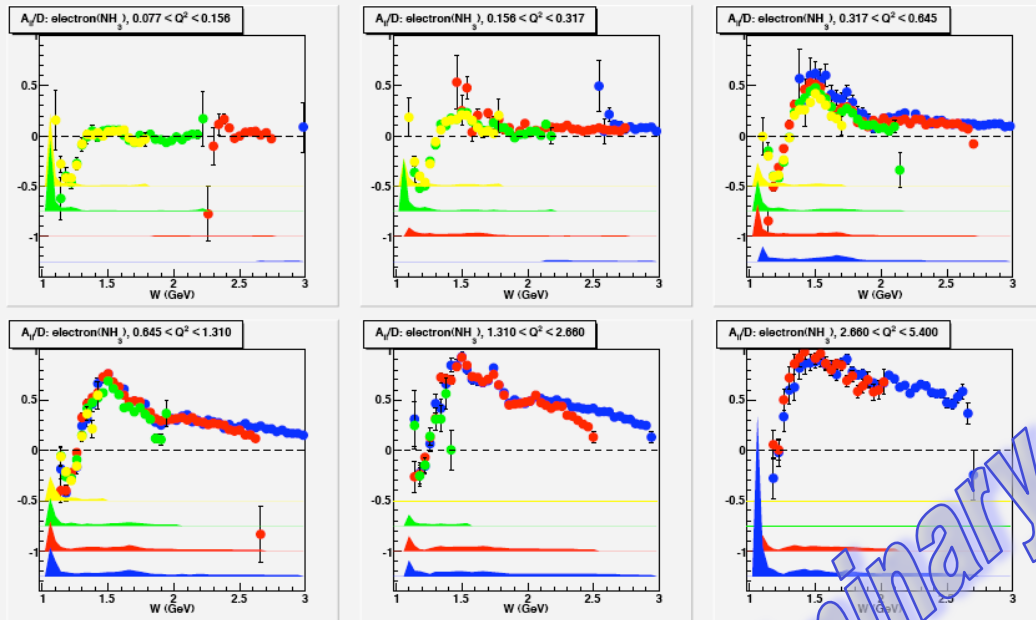 A||/D: electron(NH3), 0.077 < Q² < 0.156
0.5
0
-0.5
-1
1 1.5 2 2.5 3
W (GeV)
A||/D: electron(NH3), 0.156 < Q² < 0.317
0.5
0
-0.5
-1
1 1.5 2 2.5 3
W (GeV)
A||/D: electron(NH3), 0.317 < Q² < 0.645
0.5
0
-0.5
-1
1 1.5 2 2.5 3
W (GeV)
A||/D: electron(NH3), 0.645 < Q² < 1.310
1
0.5
0
-0.5
-1
1 1.5 2 2.5 3
W (GeV)
A||/D: electron(NH3), 1.310 < Q² < 2.660
1
0.5
0
-0.5
-1
1 1.5 2 2.5 3
W (GeV)
A||/D: electron(NH3), 2.660 < Q² < 5.400
1
0.5
0
-0.5
-1
1 1.5 2 2.5 3
W (GeV)
inary